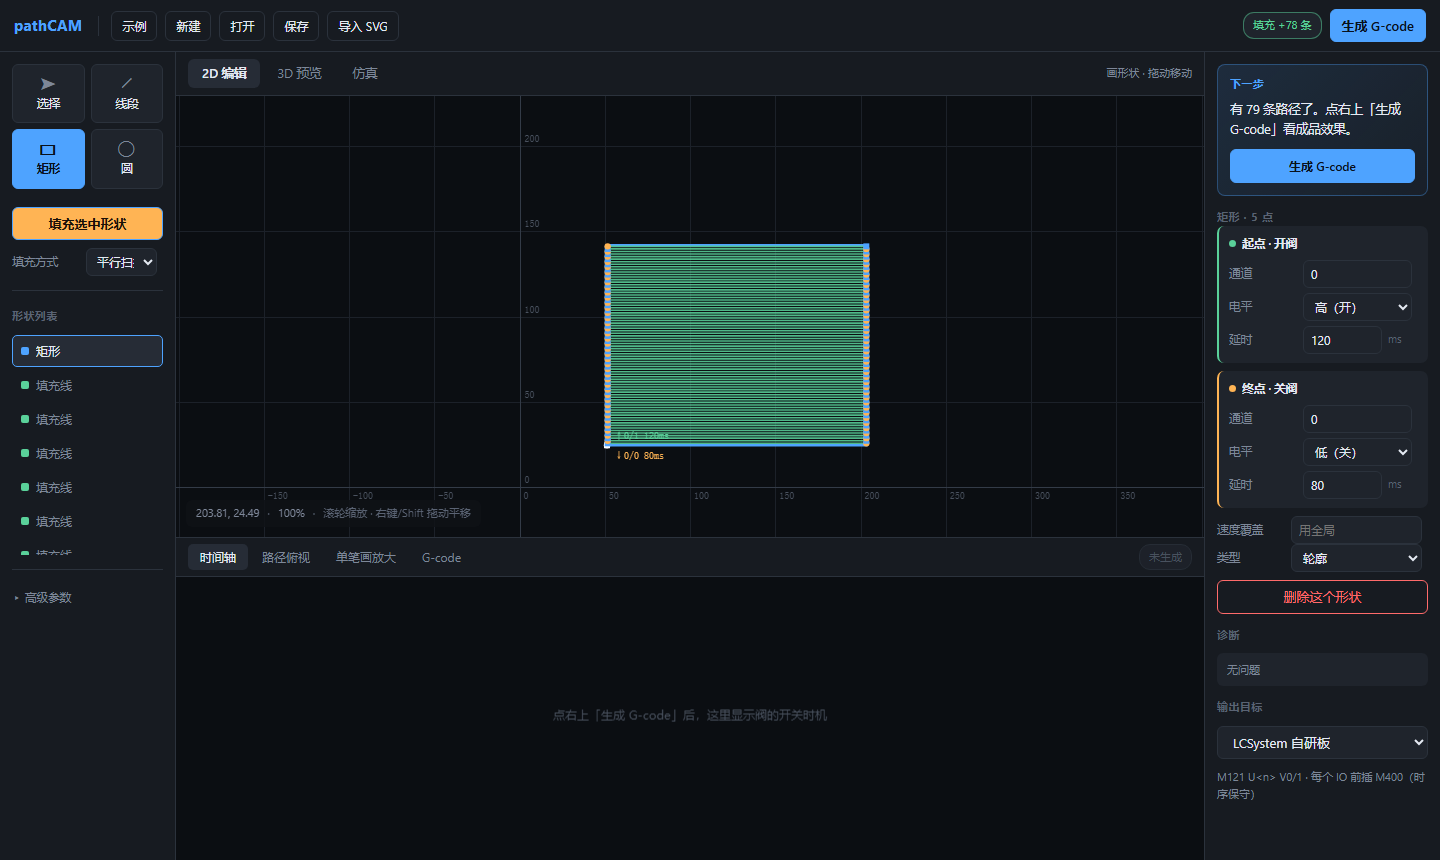 pathCAM
示例
新建
打开
保存
导入 SVG
填充 +78 条
生成 G-code
选择
线段
矩形
圆
填充选中形状
填充方式
平行扫
形状列表
矩形
填充线
填充线
填充线
填充线
填充线
填充线
▸ 高级参数
2D 编辑
3D 预览
仿真
画形状 · 拖动移动
200
150
100
50
0
-150
-100
-50
0
50
100
150
200
250
300
350
↑0/1 120ms
↓0/0 80ms
203.81, 24.49 · 100% · 滚轮缩放 · 右键/Shift 拖动平移
时间轴
路径俯视
单笔画放大
G-code
未生成
点右上「生成 G-code」后，这里显示阀的开关时机
下一步
有 79 条路径了。点右上「生成
G-code」看成品效果。
生成 G-code
矩形 · 5 点
起点 · 开阀
通道
0
电平
高（开）
延时
120
ms
终点 · 关阀
通道
0
电平
低（关）
延时
80
ms
速度覆盖
用全局
类型
轮廓
删除这个形状
诊断
无问题
输出目标
LCSystem 自研板
M121 U<n> V0/1 · 每个 IO 前插 M400（时
序保守）